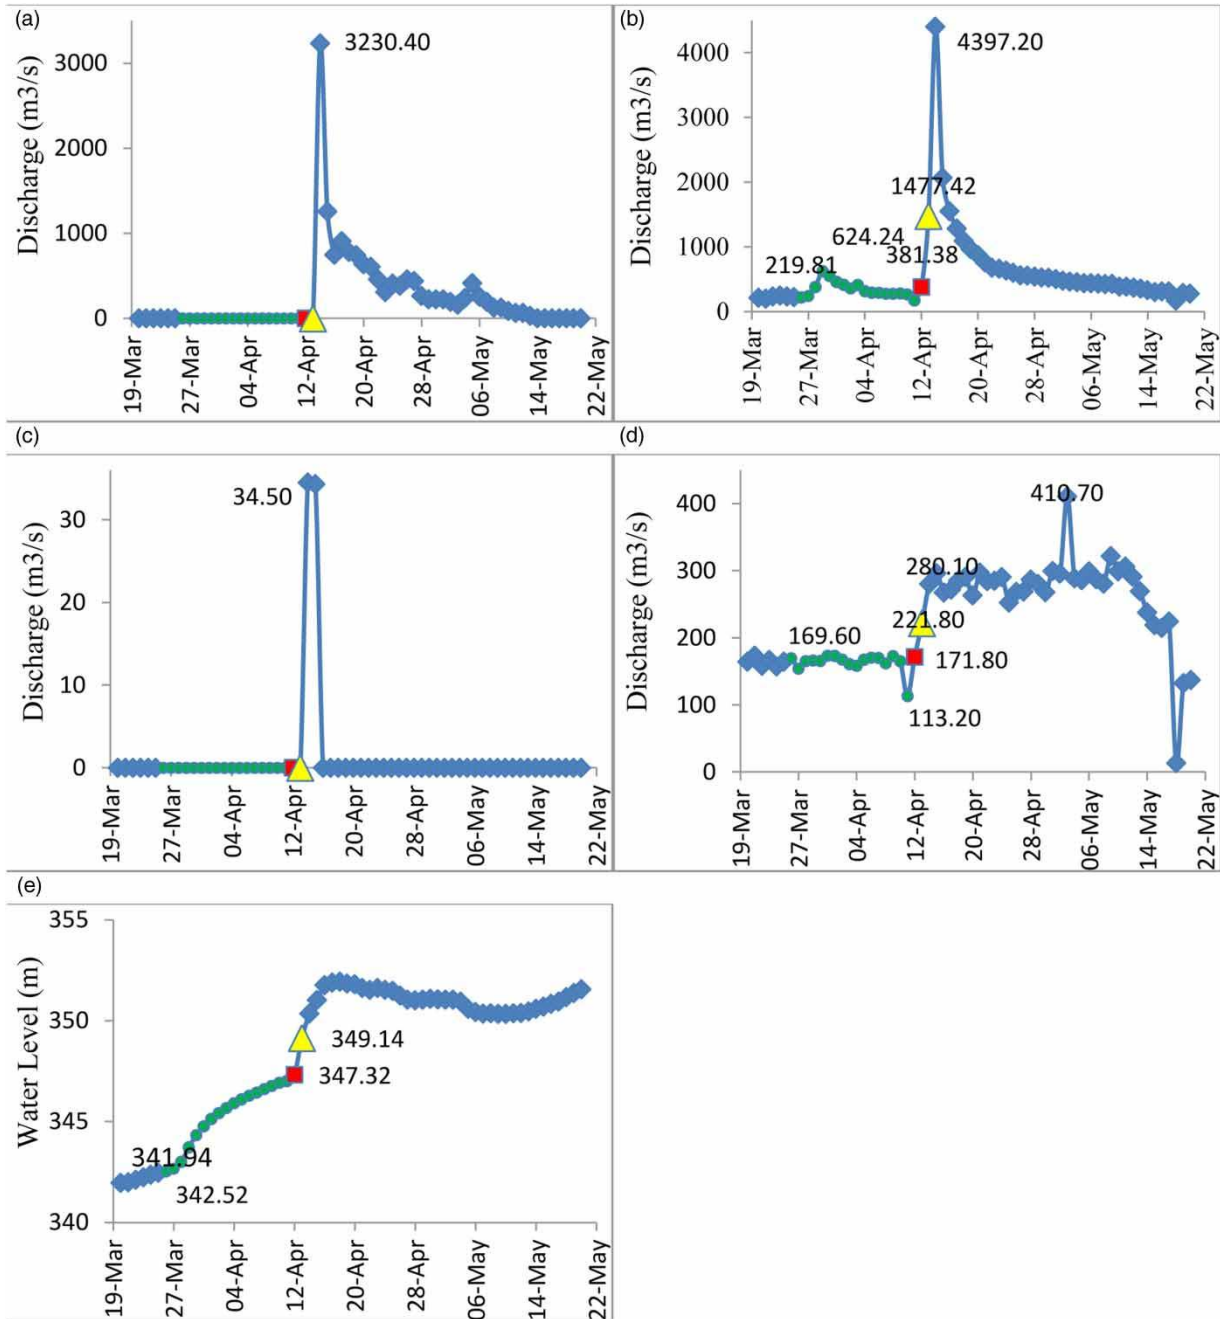 (a)
3230.40
3000
2000
1000
0
Discharge (m3/s)
19-Mar
27-Mar
04-Apr
12-Apr
20-Apr
28-Apr
06-May
14-May
22-May
(b)
4397.20
4000
3000
2000
1000
0
1477.42
624.24
381.38
219.81
Discharge (m3/s)
19-Mar
27-Mar
04-Apr
12-Apr
20-Apr
28-Apr
06-May
14-May
22-May
(c)
34.50
30
20
10
0
Discharge (m3/s)
19-Mar
27-Mar
04-Apr
12-Apr
20-Apr
28-Apr
06-May
14-May
22-May
(d)
410.70
400
300
200
100
0
280.10
221.80
169.60
171.80
113.20
Discharge (m3/s)
19-Mar
27-Mar
04-Apr
12-Apr
20-Apr
28-Apr
06-May
14-May
22-May
(e)
355
350
345
340
349.14
347.32
341.94
342.52
Water Level (m)
19-Mar
27-Mar
04-Apr
12-Apr
20-Apr
28-Apr
06-May
14-May
22-May